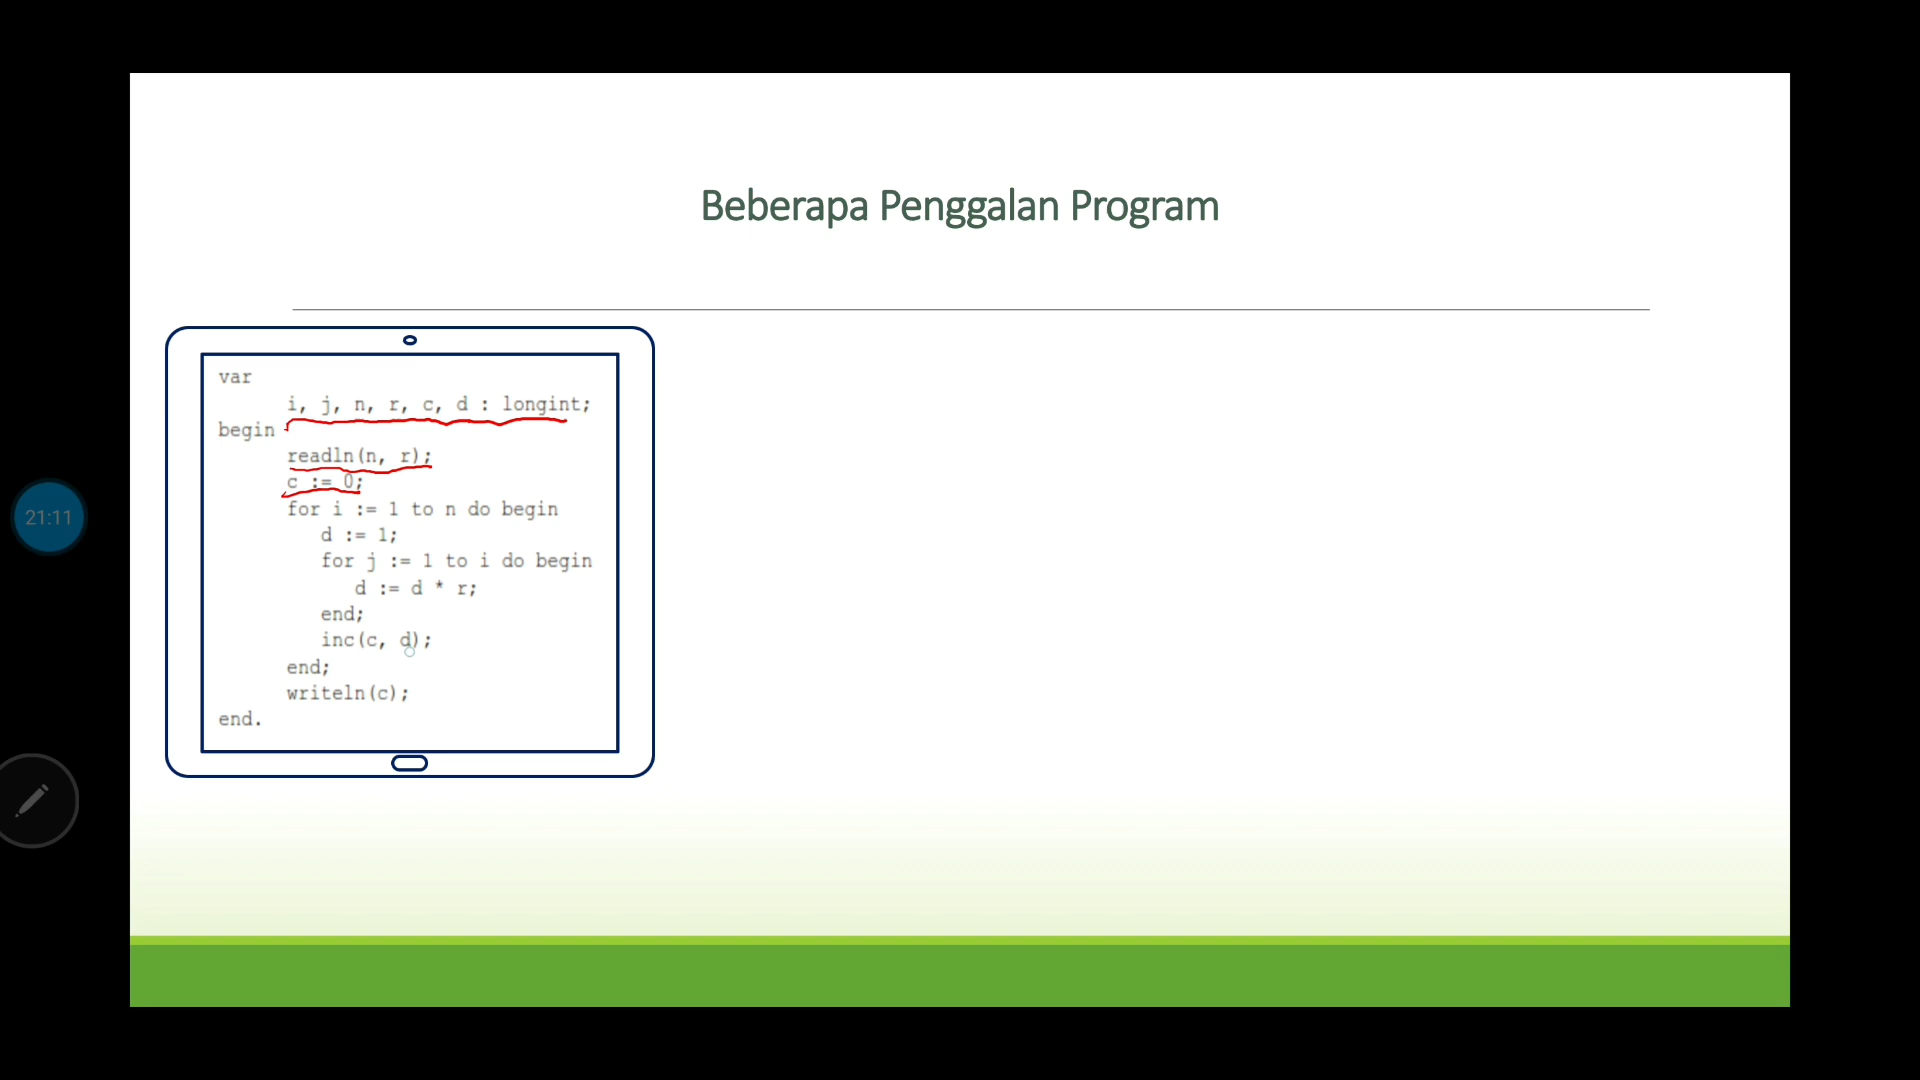 Beberapa Penggalan Program
var
i, j, n, r, c, d : longint;
begin
readln(n, r);
c := 0;
for i := 1 to n do begin
d := 1;
for j := 1 to i do begin
d := d * r;
end;
inc(c, d);
end;
writeln(c);
end.
21:11